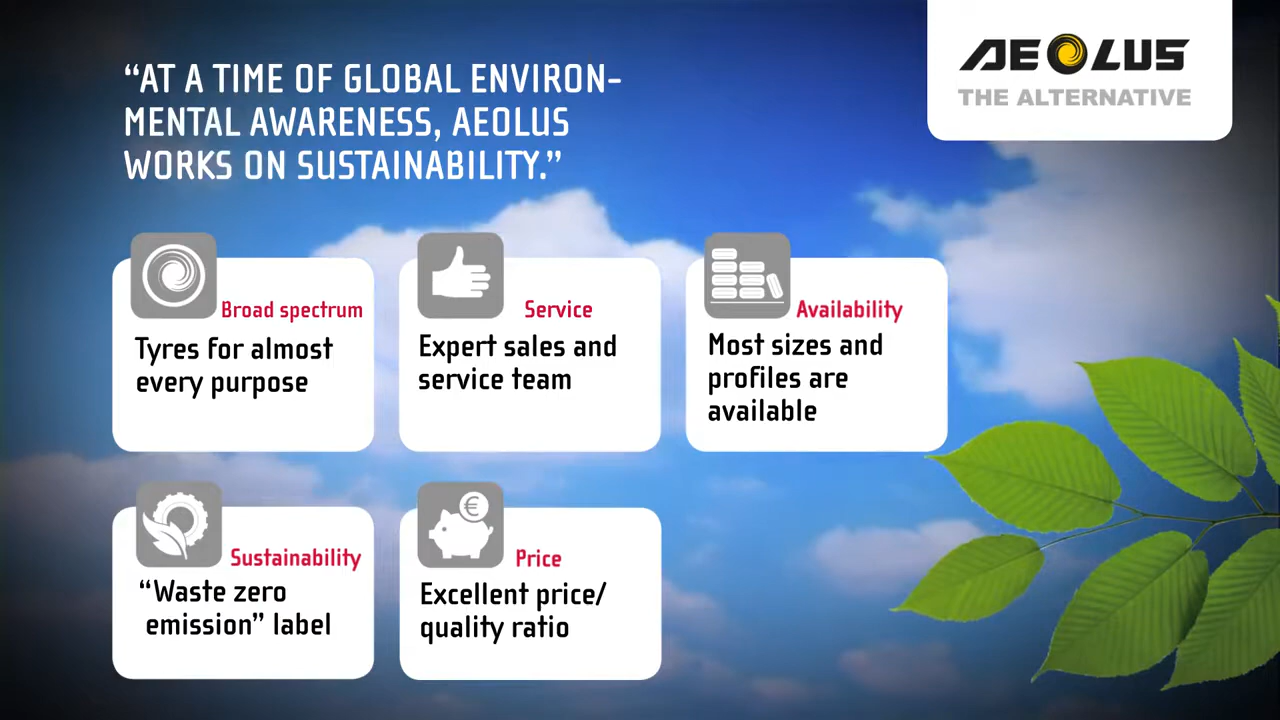 “AT A TIME OF GLOBAL ENVIRON-
MENTAL AWARENESS, AEOLUS
WORKS ON SUSTAINABILITY.”
AEOLUS
THE ALTERNATIVE
Broad spectrum
Tyres for almost
every purpose
Service
Expert sales and
service team
Availability
Most sizes and
profiles are
available
Sustainability
“Waste zero
emission” label
€
Price
Excellent price/
quality ratio